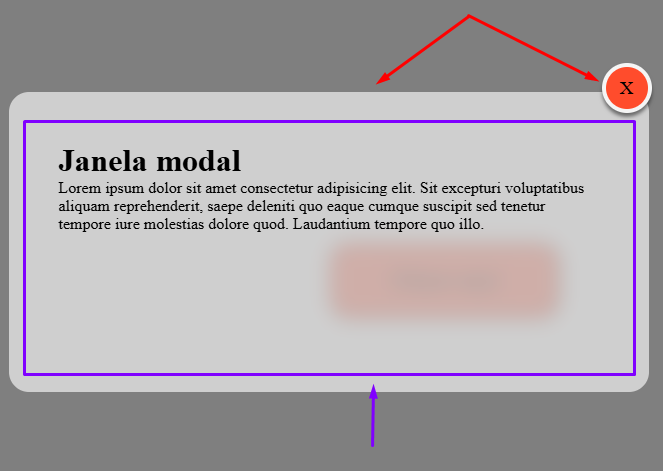 X
Janela modal
Lorem ipsum dolor sit amet consectetur adipisicing elit. Sit excepturi voluptatibus
aliquam reprehenderit, saepe deleniti quo eaque cumque suscipit sed tenetur
tempore iure molestias dolore quod. Laudantium tempore quo illo.